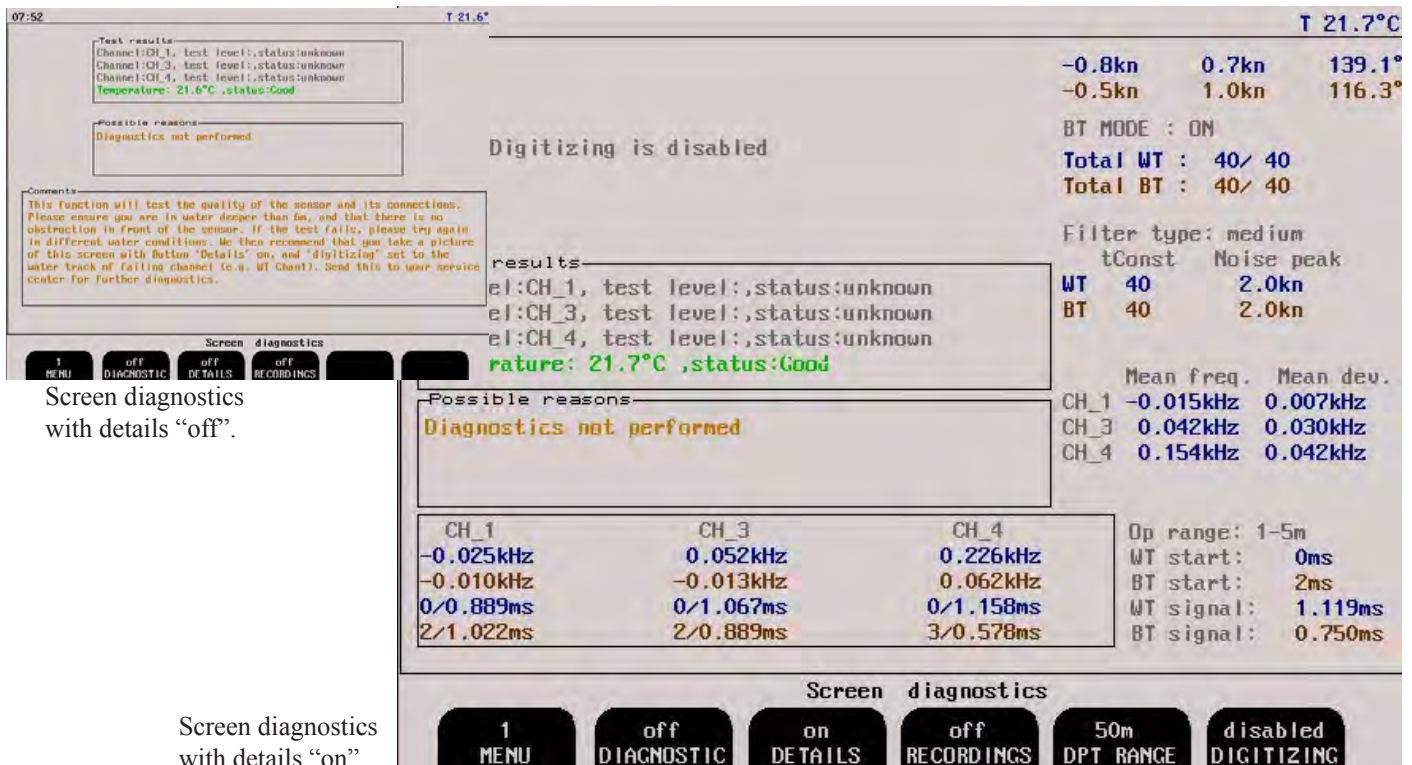 07:52 T 21.6°
Test results
Channel:CH_1, test level:,status:unknown
Channel:CH_3, test level:,status:unknown
Channel:CH_4, test level:,status:unknown
Temperature: 21.6°C ,status:Good
Possible reasons
Diagnostics not performed
Comments
This function will test the quality of the sensor and its connections.
Please ensure you are in water deeper than 6m, and that there is no
obstruction in front of the sensor. If the test fails, please try again
in different water conditions. We then recommend that you take a picture
of this screen with Button 'Details' on, and 'digitizing' set to the
water track of failing channel (e.g. WT Chan1). Send this to your service
center for further diagnostics.
Screen diagnostics
1 off off off
MENU DIAGNOSTIC DETAILS RECORDINGS
Screen diagnostics
with details “off”.
T 21.7°C
-0.8kn 0.7kn 139.1°
-0.5kn 1.0kn 116.3°
BT MODE : ON
Total WT : 40/ 40
Total BT : 40/ 40
Digitizing is disabled
Filter type: medium
tConst Noise peak
WT 40 2.0kn
BT 40 2.0kn
results
el:CH_1, test level:,status:unknown
el:CH_3, test level:,status:unknown
el:CH_4, test level:,status:unknown
rature: 21.7°C ,status:Good
Possible reasons
Diagnostics not performed
Mean freq. Mean dev.
CH_1 -0.015kHz 0.007kHz
CH_3 0.042kHz 0.030kHz
CH_4 0.154kHz 0.042kHz
CH_1 CH_3 CH_4
-0.025kHz 0.052kHz 0.226kHz
-0.010kHz -0.013kHz 0.062kHz
0/0.889ms 0/1.067ms 0/1.158ms
2/1.022ms 2/0.889ms 3/0.578ms
Op range: 1-5m
WT start: 0ms
BT start: 2ms
WT signal: 1.119ms
BT signal: 0.750ms
Screen diagnostics
1 off on off 50m disabled
MENU DIAGNOSTIC DETAILS RECORDINGS DPT RANGE DIGITIZING
Screen diagnostics
with details “on”